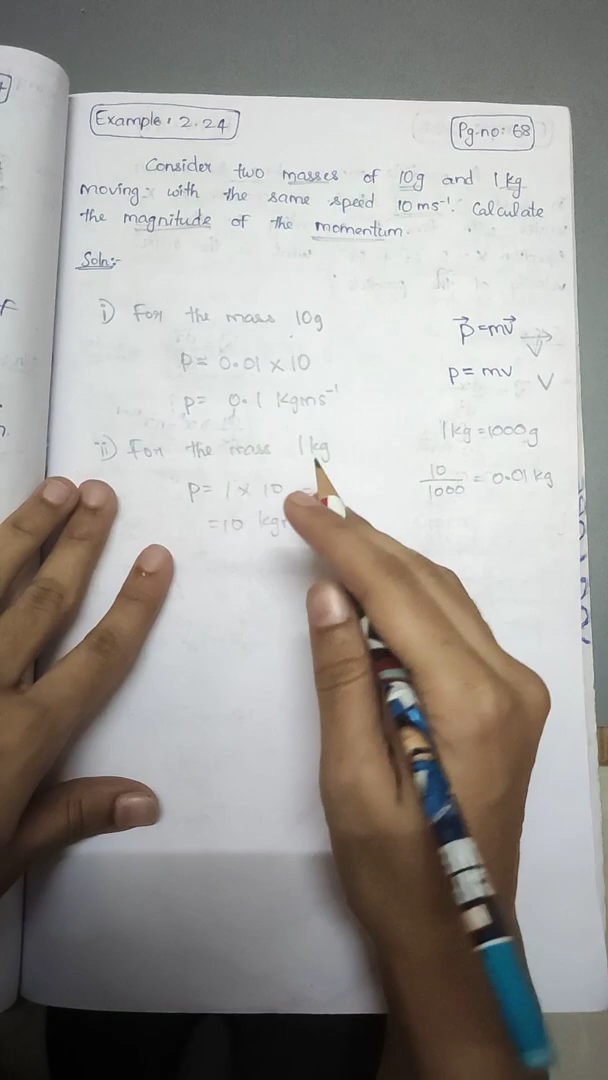 Example: 2.24
Pg.no: 68
Consider two masses of 10g and 1kg
moving with the same speed 10ms⁻¹. Calculate
the magnitude of the momentum.
Soln:-
i) For the mass 10g
P= 0.01 × 10
P= 0.1 kgms⁻¹
ii) For the mass 1kg
P= 1 × 10
=10 kg
p⃗=mv⃗
p= mv
1kg=1000g
10/1000 = 0.01 kg